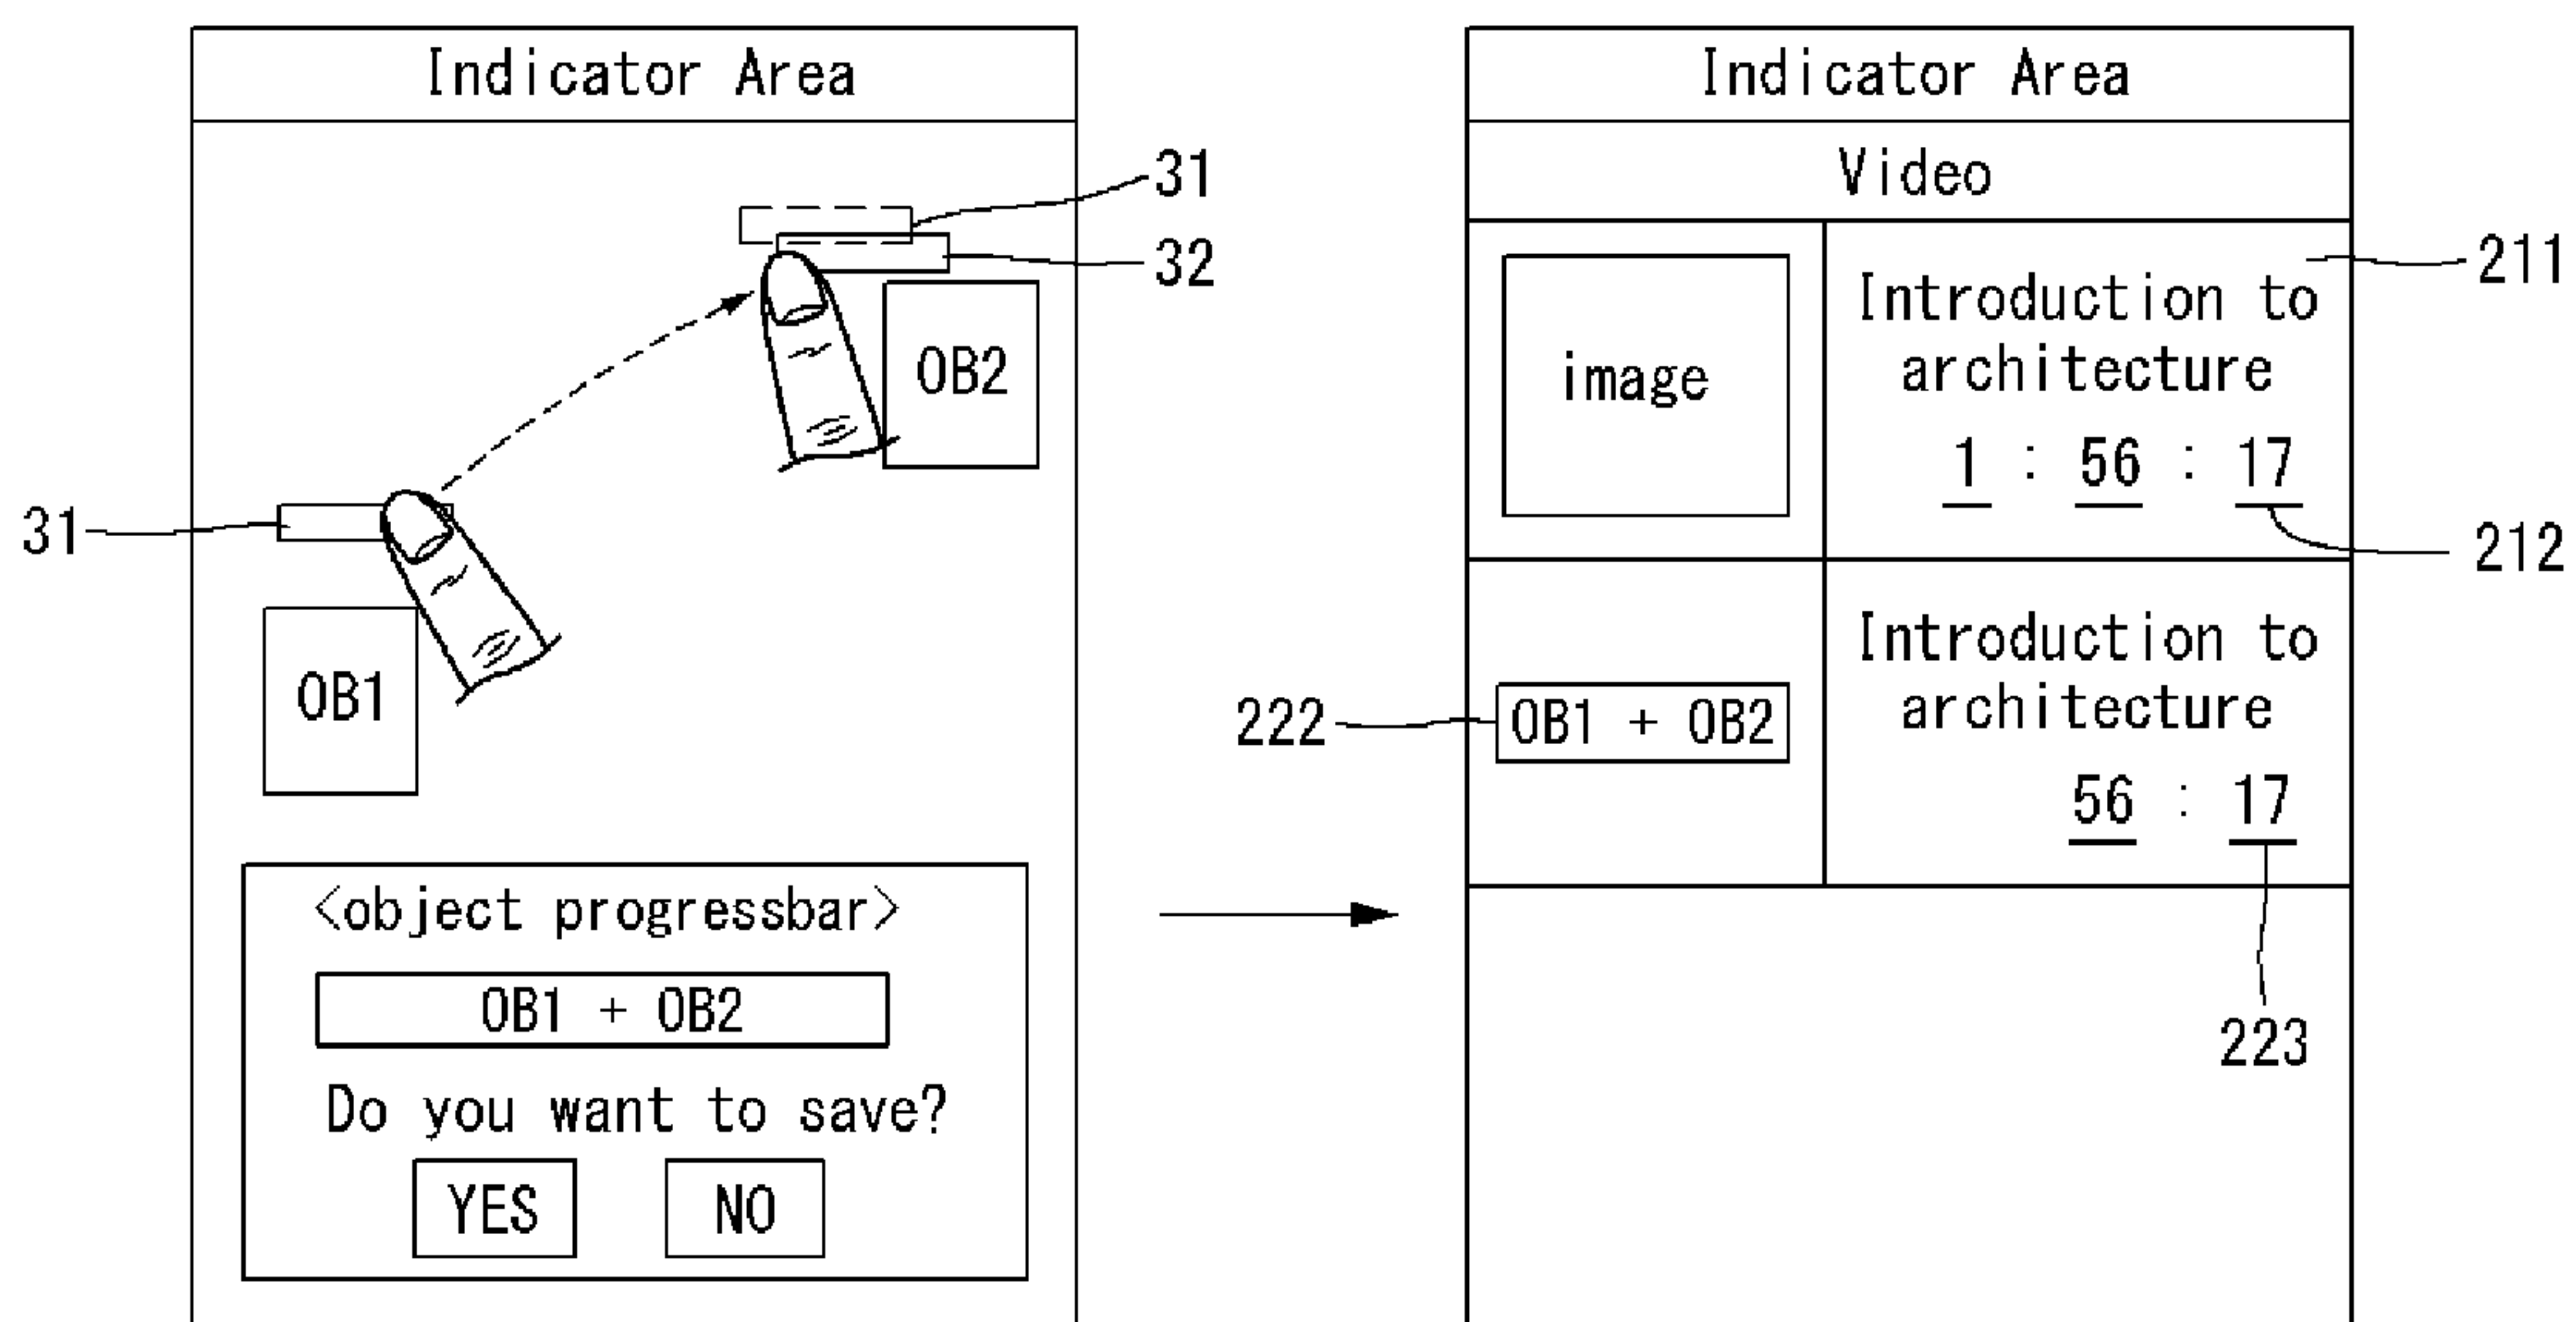 Indicator Area
31
32
OB2
31
OB1
<object progressbar>
OB1 + OB2
Do you want to save?
YES NO
Indicator Area
Video
image
Introduction to
architecture
1 : 56 : 17
211
212
222
OB1 + OB2
Introduction to
architecture
56 : 17
223